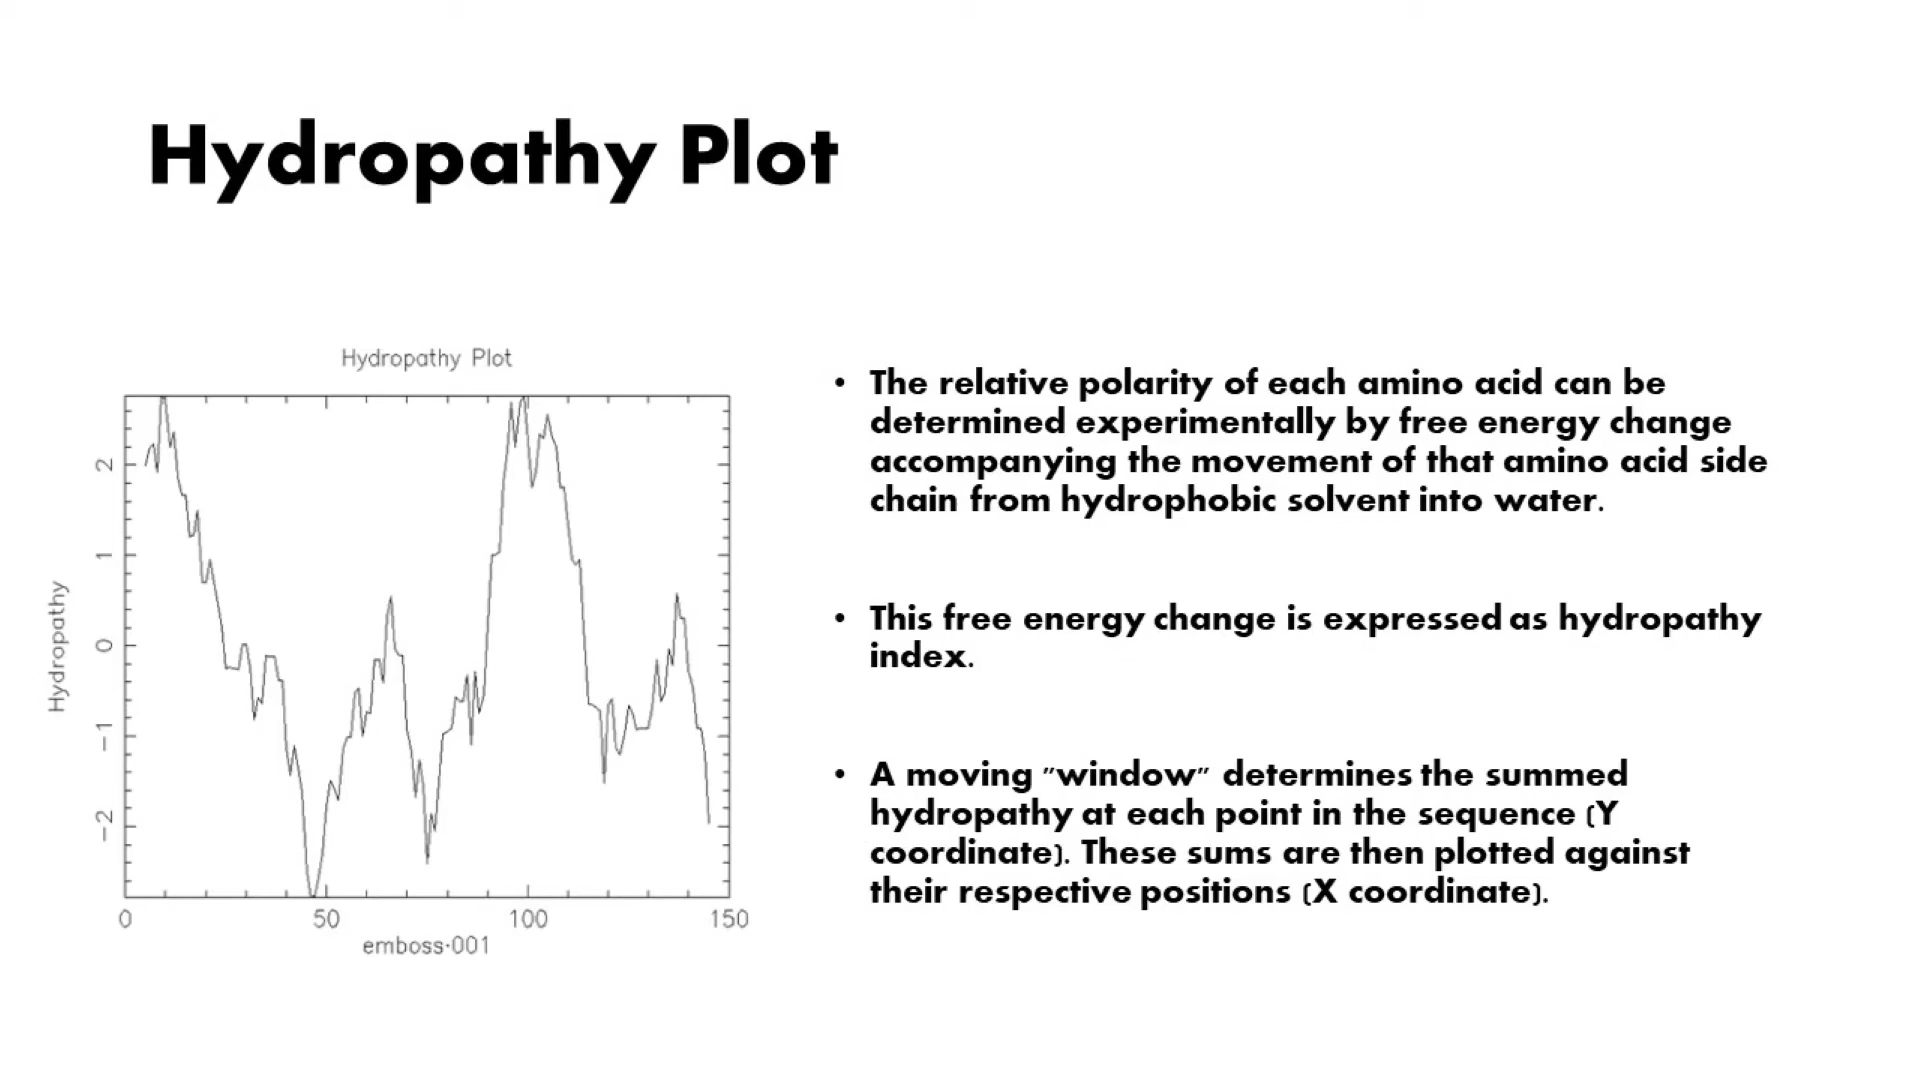 Hydropathy Plot
Hydropathy Plot
Hydropathy
2
1
0
−1
−2
0 50 100 150
emboss·001
• The relative polarity of each amino acid can be
determined experimentally by free energy change
accompanying the movement of that amino acid side
chain from hydrophobic solvent into water.
• This free energy change is expressed as hydropathy
index.
• A moving "window" determines the summed
hydropathy at each point in the sequence (Y
coordinate). These sums are then plotted against
their respective positions (X coordinate).